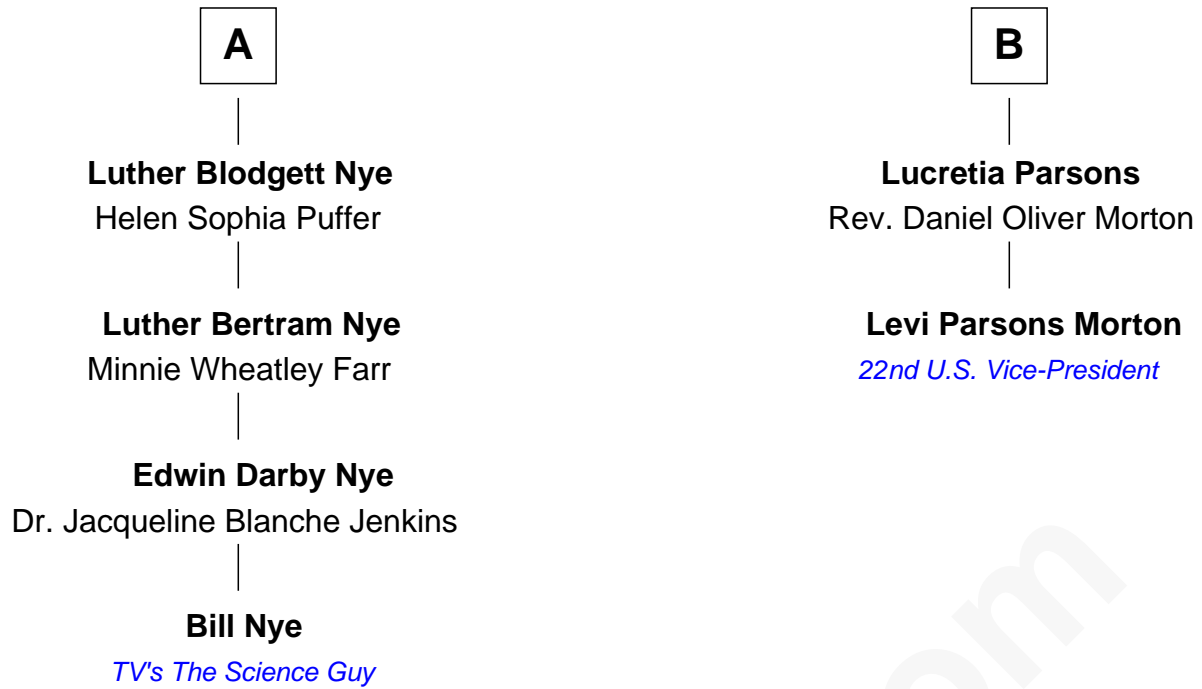 A
Luther Blodgett Nye
Helen Sophia Puffer
Luther Bertram Nye
Minnie Wheatley Farr
Edwin Darby Nye
Dr. Jacqueline Blanche Jenkins
Bill Nye
TV's The Science Guy
B
Lucretia Parsons
Rev. Daniel Oliver Morton
Levi Parsons Morton
22nd U.S. Vice-President
om